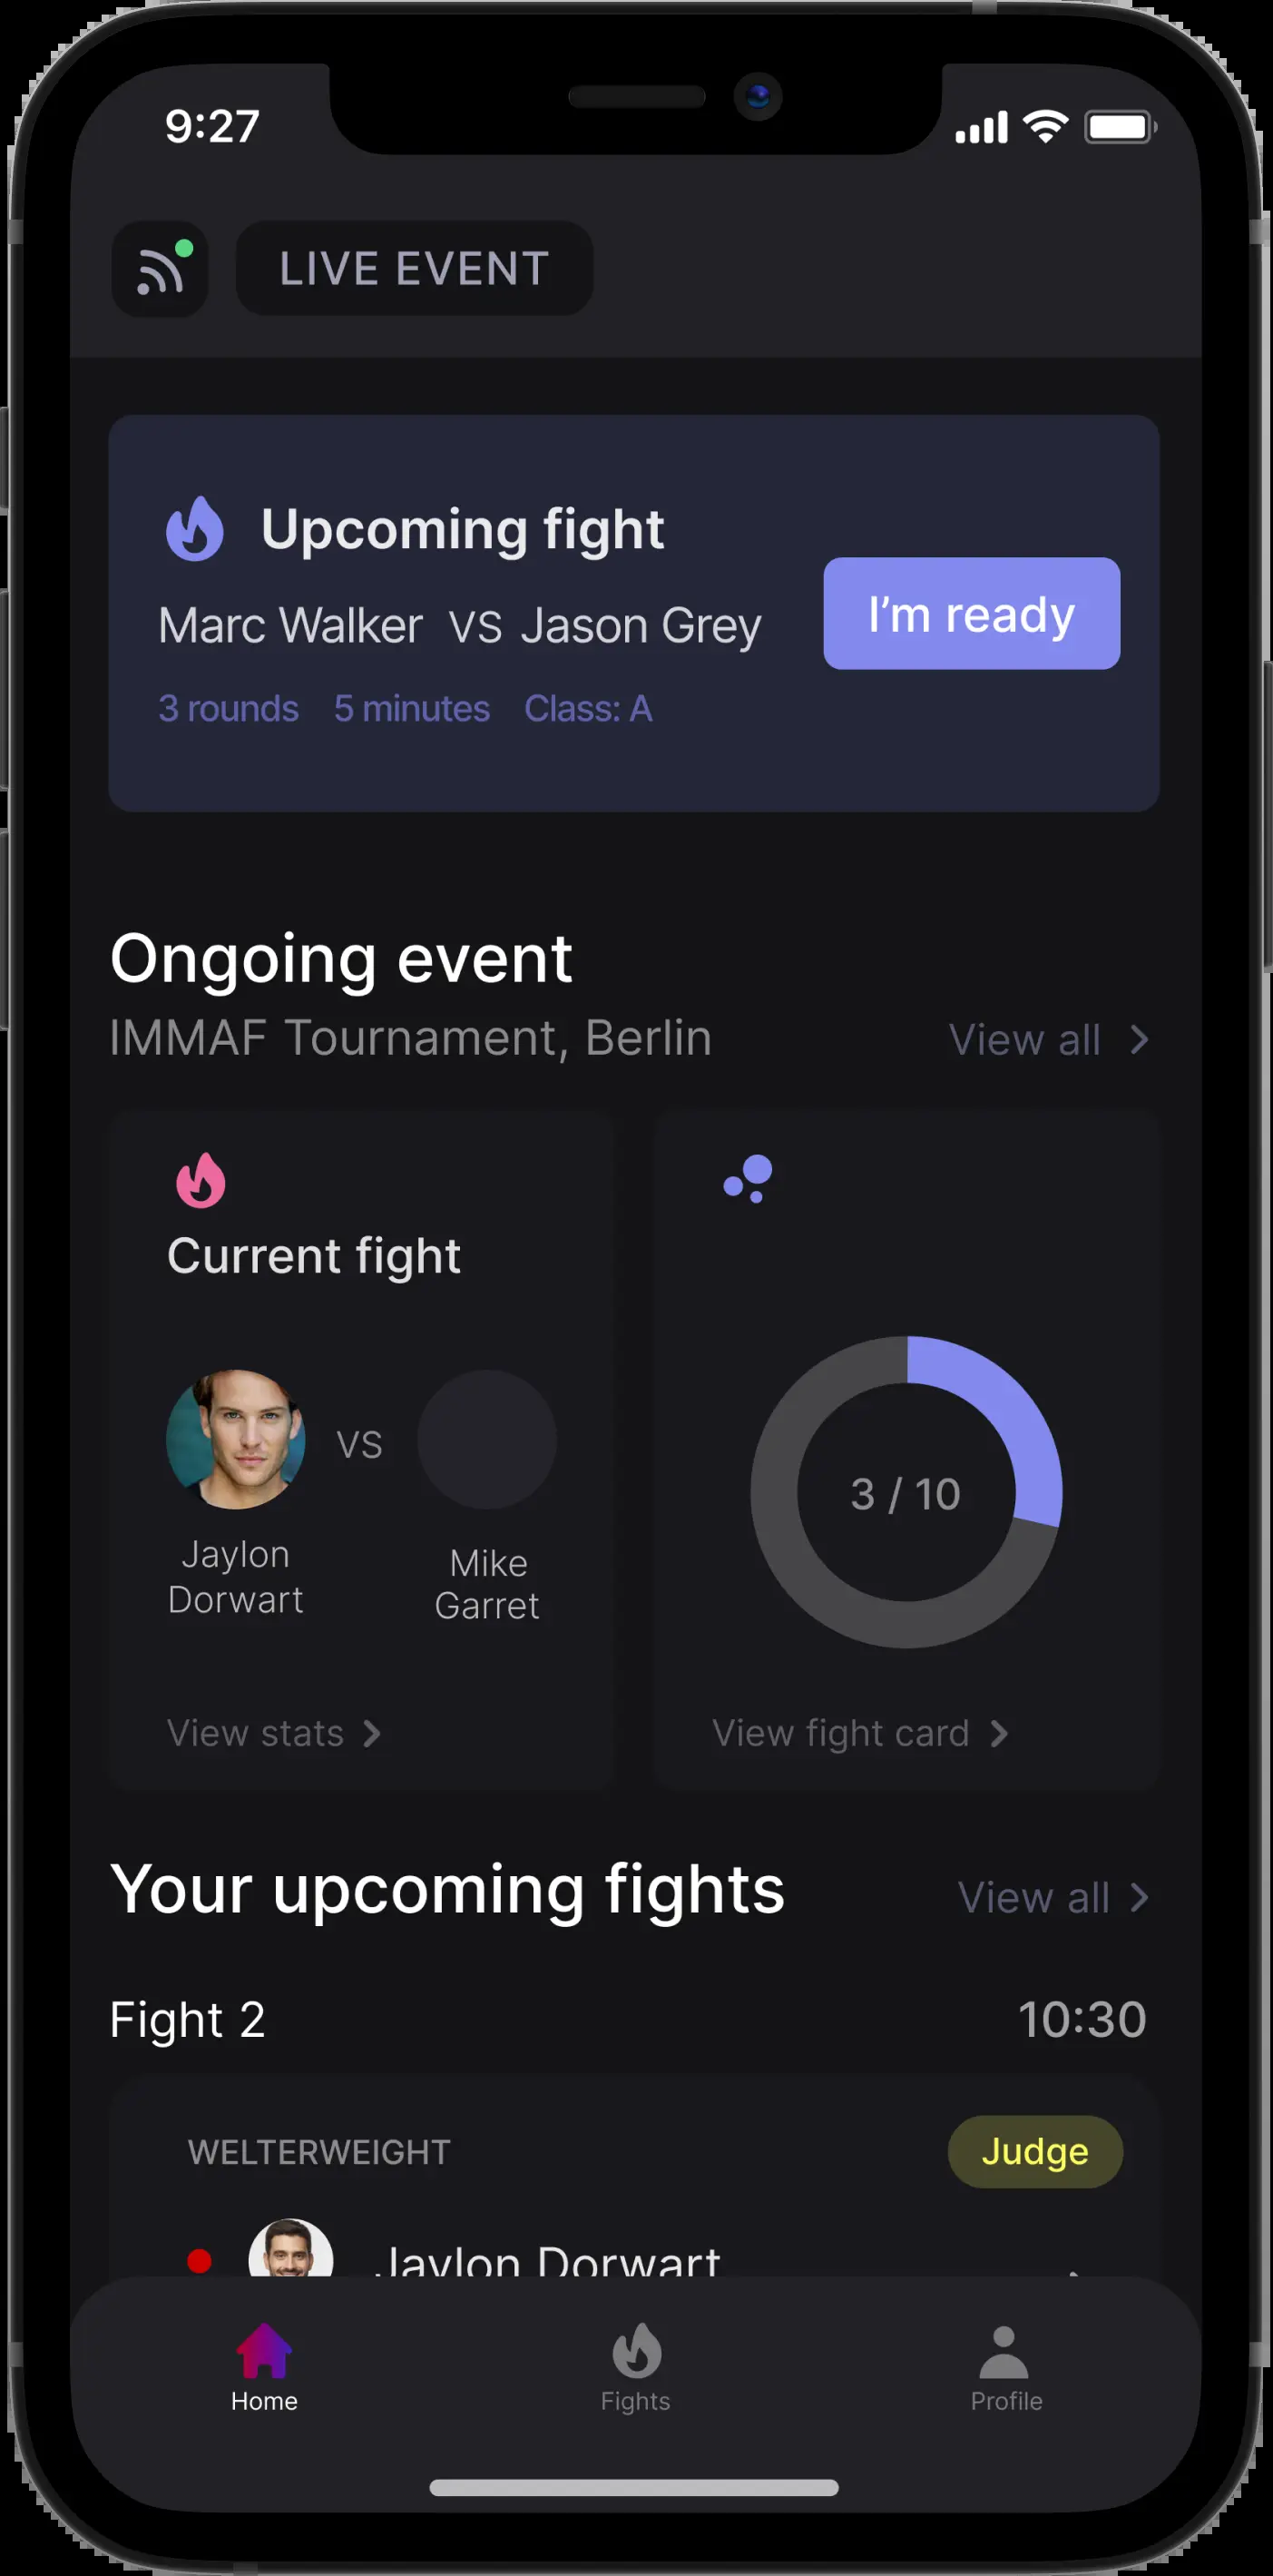 9:27
LIVE EVENT
Upcoming fight
Marc Walker VS Jason Grey
I'm ready
3 rounds 5 minutes Class: A
Ongoing event
IMMAF Tournament, Berlin
View all
Current fight
VS
3 / 10
Jaylon
Dorwart
Mike
Garret
View stats
View fight card
Your upcoming fights
View all
Fight 2
10:30
WELTERWEIGHT
Judge
Jaylon Dorwart
Home
Fights
Profile